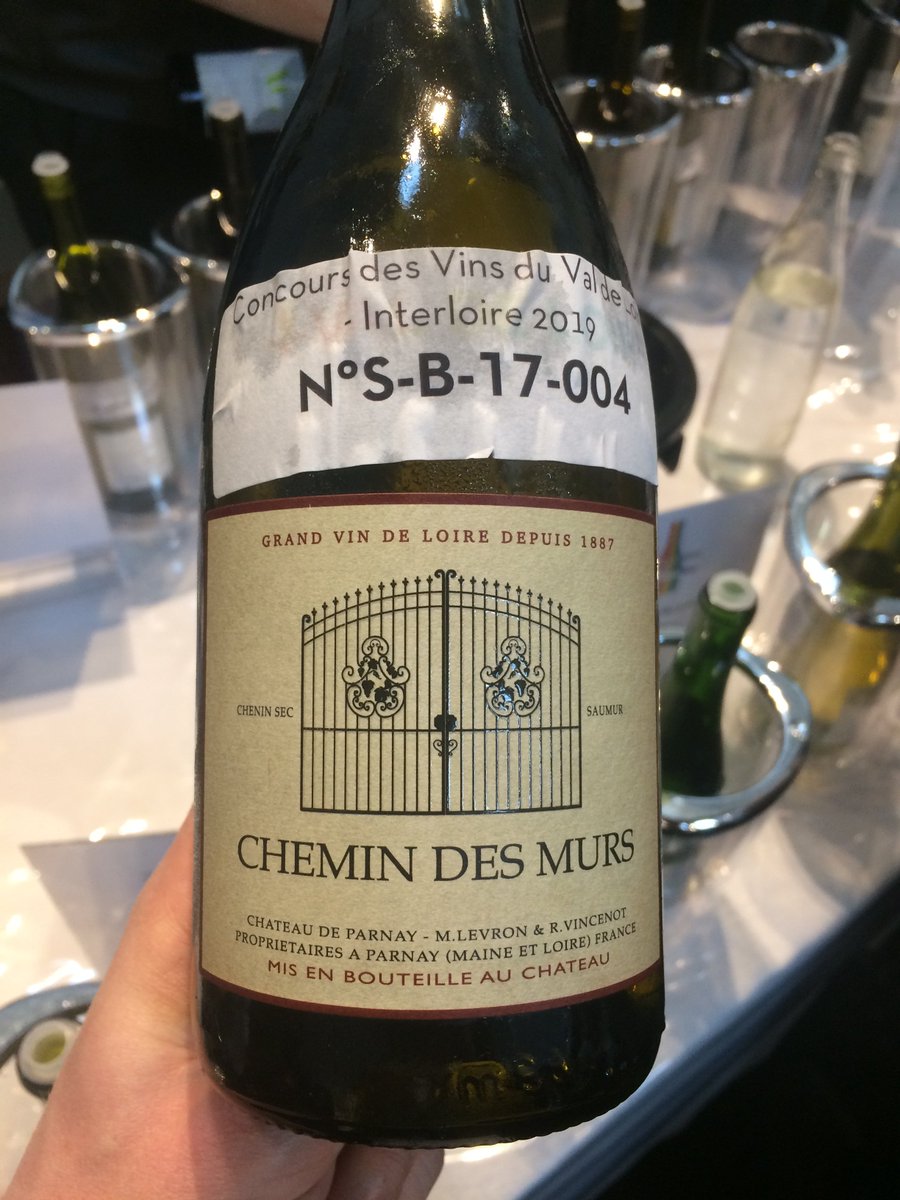 Concours des Vins du Val de Lo
- Interloire 2019
N°S-B-17-004
GRAND VIN DE LOIRE DEPUIS 1887
CHENIN SEC
SAUMUR
CHEMIN DES MURS
CHATEAU DE PARNAY - M.LEVRON & R.VINCENOT
PROPRIETAIRES A PARNAY (MAINE ET LOIRE) FRANCE
MIS EN BOUTEILLE AU CHATEAU